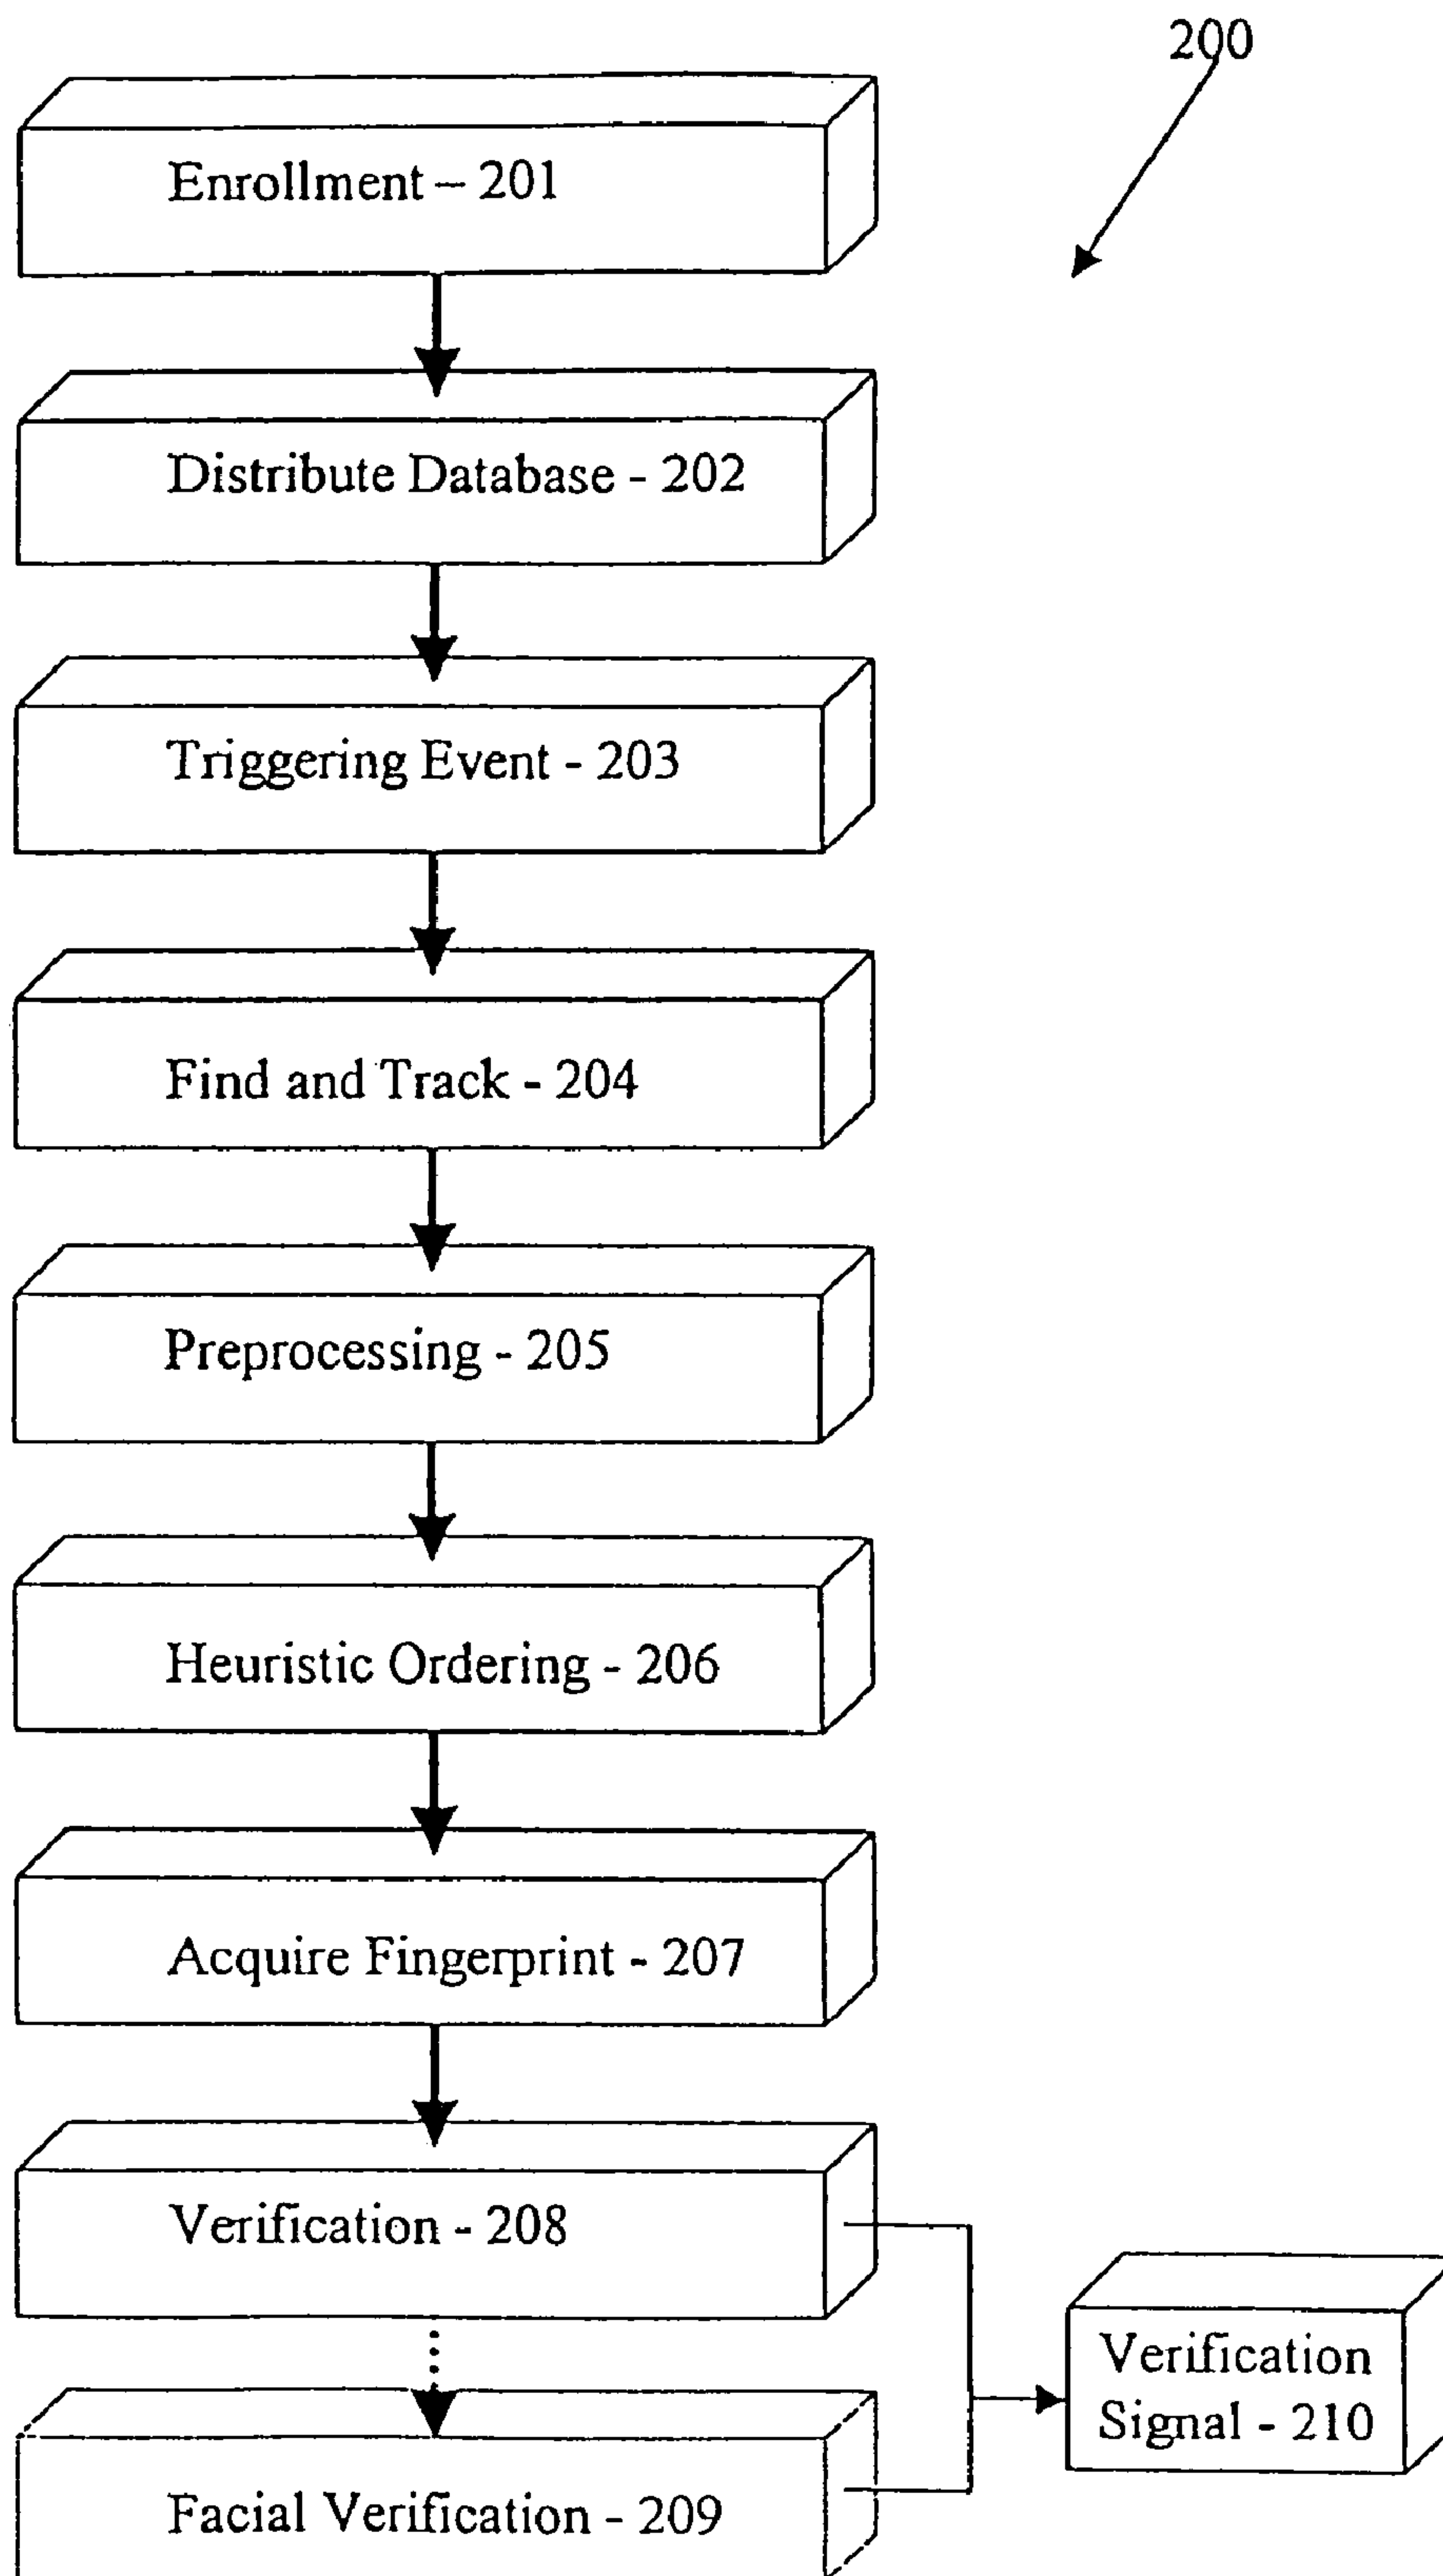 200
Enrollment – 201
Distribute Database - 202
Triggering Event - 203
Find and Track - 204
Preprocessing - 205
Heuristic Ordering - 206
Acquire Fingerprint - 207
Verification - 208
Verification
Signal - 210
Facial Verification - 209